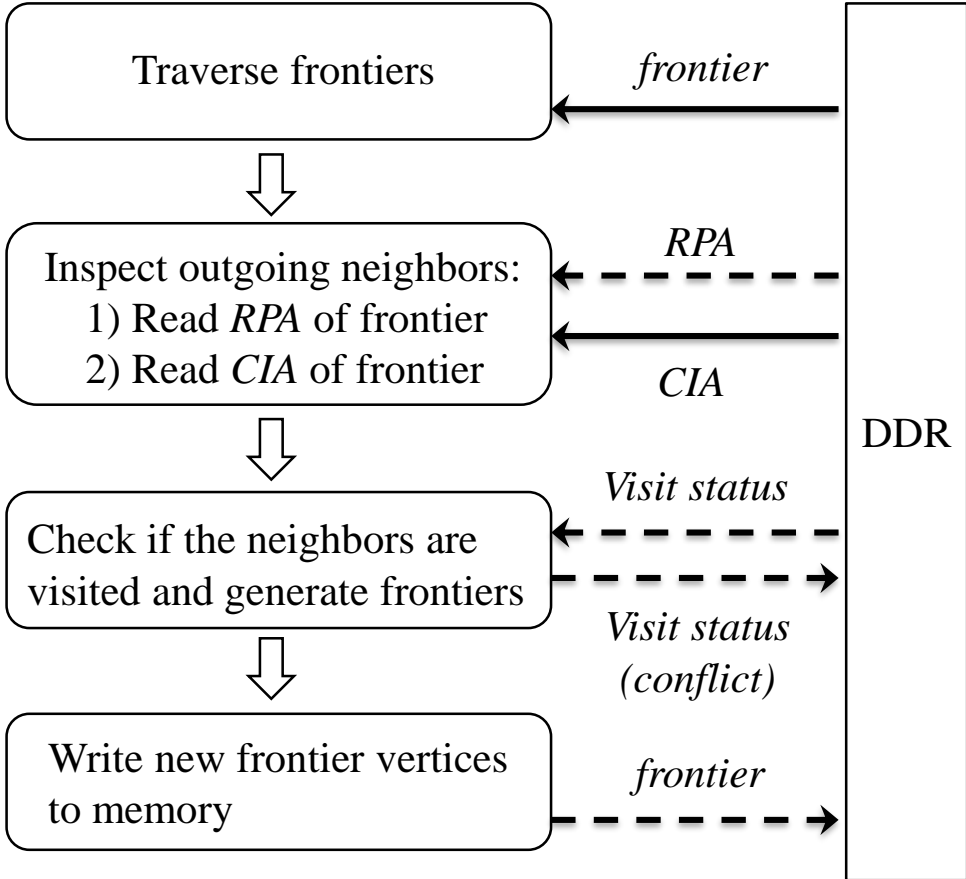 Traverse frontiers
frontier
Inspect outgoing neighbors:
1) Read RPA of frontier
2) Read CIA of frontier
RPA
CIA
DDR
Check if the neighbors are
visited and generate frontiers
Visit status
Visit status
(conflict)
Write new frontier vertices
to memory
frontier